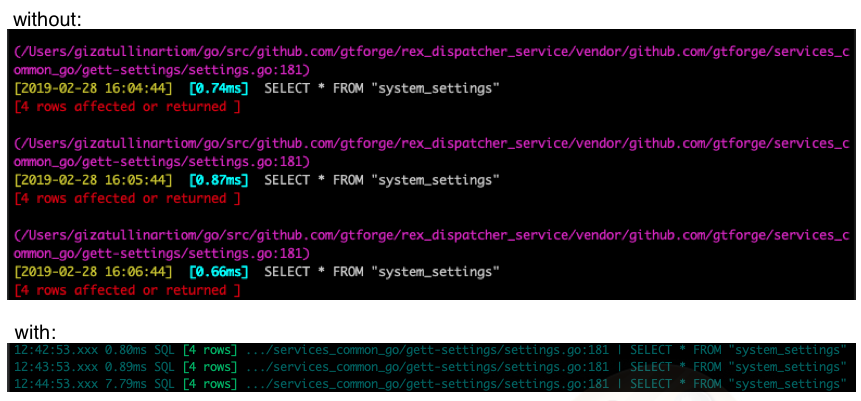 without:
(/Users/gizatullinartiom/go/src/github.com/gtforge/rex_dispatcher_service/vendor/github.com/gtforge/services_c
ommon_go/gett-settings/settings.go:181)
[2019-02-28 16:04:44]  [0.74ms]  SELECT * FROM "system_settings"
[4 rows affected or returned ]
(/Users/gizatullinartiom/go/src/github.com/gtforge/rex_dispatcher_service/vendor/github.com/gtforge/services_c
ommon_go/gett-settings/settings.go:181)
[2019-02-28 16:05:44]  [0.87ms]  SELECT * FROM "system_settings"
[4 rows affected or returned ]
(/Users/gizatullinartiom/go/src/github.com/gtforge/rex_dispatcher_service/vendor/github.com/gtforge/services_c
ommon_go/gett-settings/settings.go:181)
[2019-02-28 16:06:44]  [0.66ms]  SELECT * FROM "system_settings"
[4 rows affected or returned ]
with:
12:42:53.xxx 0.80ms SQL [4 rows] .../services_common_go/gett-settings/settings.go:181 | SELECT * FROM "system_settings"
12:43:53.xxx 0.89ms SQL [4 rows] .../services_common_go/gett-settings/settings.go:181 | SELECT * FROM "system_settings"
12:44:53.xxx 7.79ms SQL [4 rows] .../services_common_go/gett-settings/settings.go:181 | SELECT * FROM "system_settings"